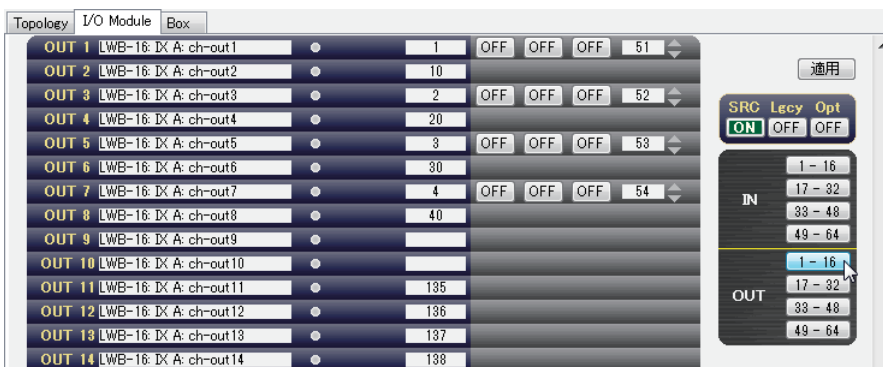 Topology I/O Module Box
OUT 1 LWB-16: IX A: ch-out1 1 OFF OFF OFF 51
OUT 2 LWB-16: IX A: ch-out2 10
OUT 3 LWB-16: IX A: ch-out3 2 OFF OFF OFF 52
OUT 4 LWB-16: IX A: ch-out4 20
OUT 5 LWB-16: IX A: ch-out5 3 OFF OFF OFF 53
OUT 6 LWB-16: IX A: ch-out6 30
OUT 7 LWB-16: IX A: ch-out7 4 OFF OFF OFF 54
OUT 8 LWB-16: IX A: ch-out8 40
OUT 9 LWB-16: IX A: ch-out9
OUT 10 LWB-16: IX A: ch-out10
OUT 11 LWB-16: IX A: ch-out11 135
OUT 12 LWB-16: IX A: ch-out12 136
OUT 13 LWB-16: IX A: ch-out13 137
OUT 14 LWB-16: IX A: ch-out14 138
適用
SRC Lgcy Opt
ON OFF OFF
IN
1 - 16
17 - 32
33 - 48
49 - 64
OUT
1 - 16
17 - 32
33 - 48
49 - 64